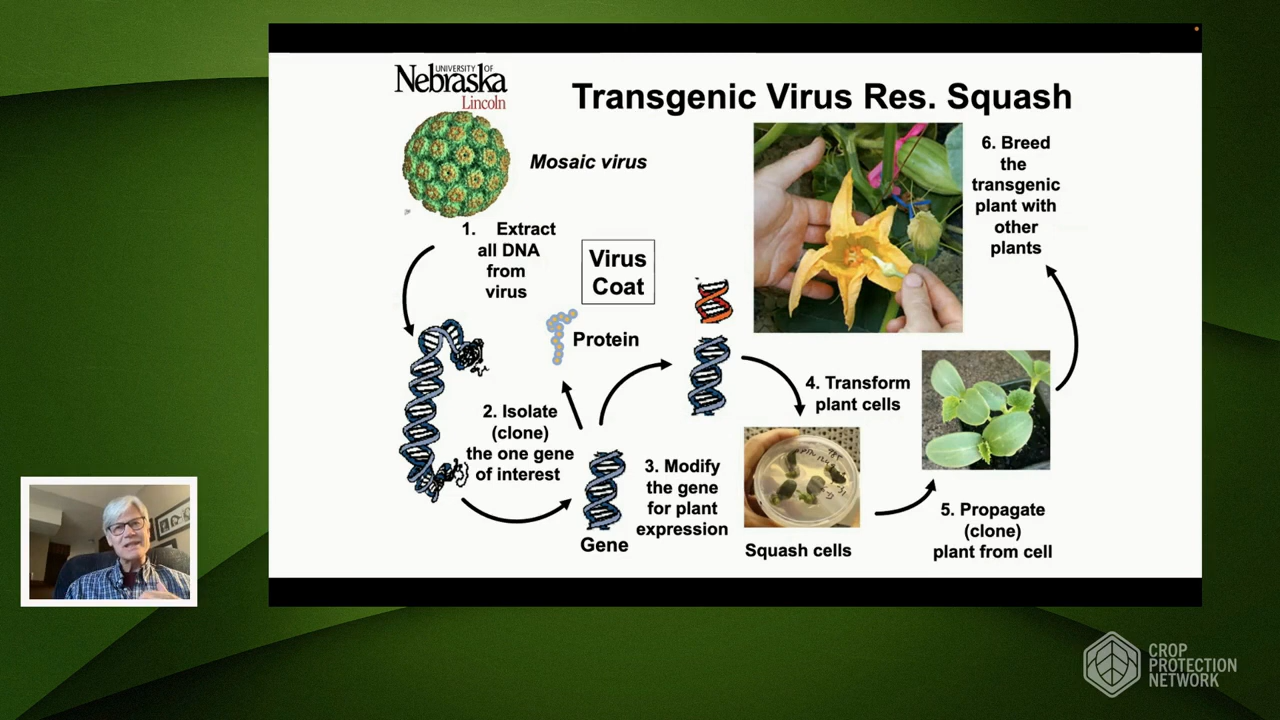 UNIVERSITY OF
Nebraska
Lincoln
Transgenic Virus Res. Squash
Mosaic virus
1. Extract
all DNA
from
virus
Virus
Coat
Protein
2. Isolate
(clone)
the one gene
of interest
Gene
3. Modify
the gene
for plant
expression
4. Transform
plant cells
Squash cells
5. Propagate
(clone)
plant from cell
6. Breed
the
transgenic
plant with
other
plants
CROP
PROTECTION
NETWORK